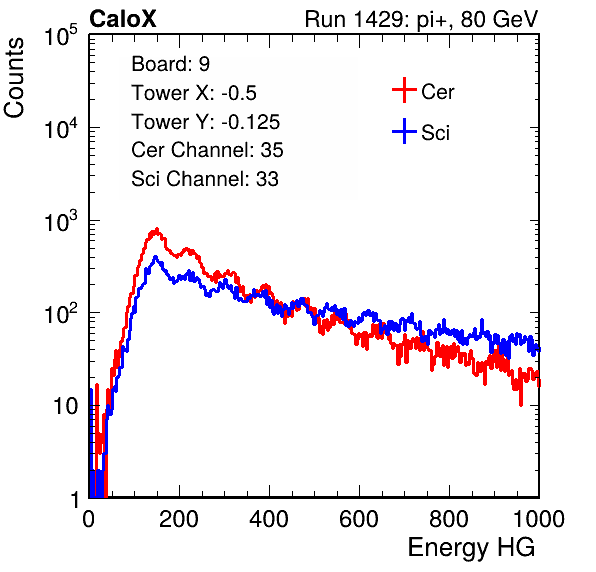 CaloX Run 1429: pi+, 80 GeV
Counts
Board: 9
Tower X: -0.5
Tower Y: -0.125
Cer Channel: 35
Sci Channel: 33
Cer
Sci
10^5
10^4
10^3
10^2
10
1
0 200 400 600 800 1000
Energy HG